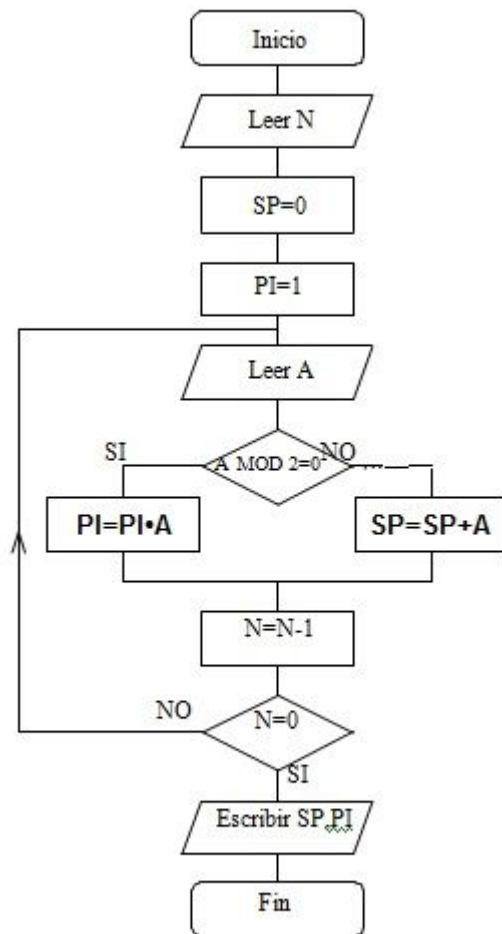 Inicio
Leer N
SP=0
PI=1
Leer A
SI
A MOD 2=0
NO
PI=PI•A
SP=SP+A
N=N-1
NO
N=0
SI
Escribir SP,PI
Fin